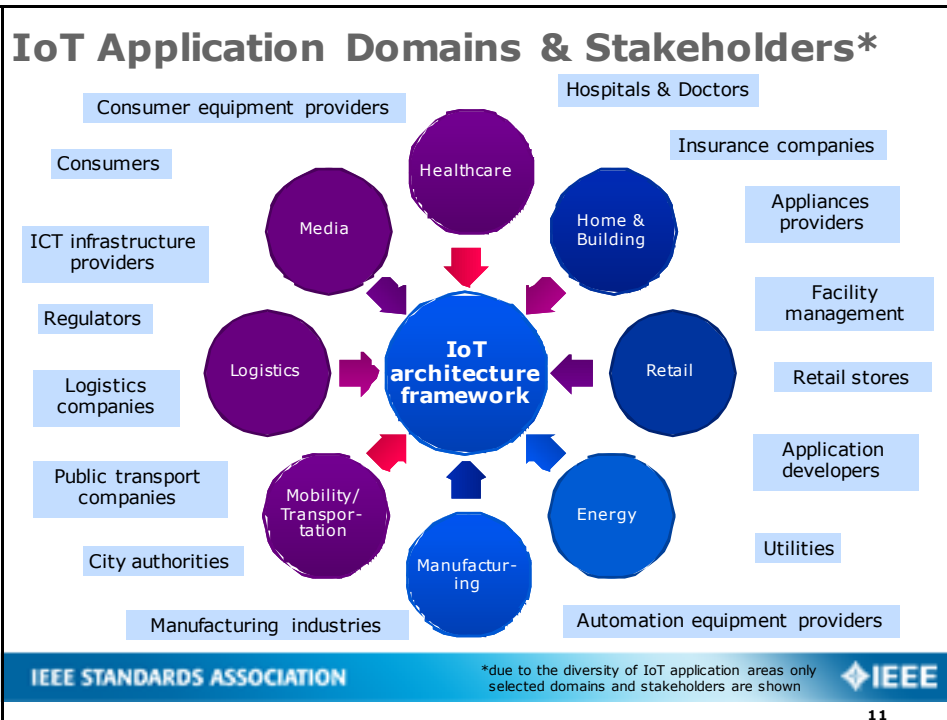 IoT Application Domains & Stakeholders*
Hospitals & Doctors
Consumer equipment providers
Insurance companies
Consumers
Healthcare
Appliances
providers
Media
Home &
Building
ICT infrastructure
providers
Facility
management
Regulators
IoT
architecture
framework
Logistics
Retail
Retail stores
Logistics
companies
Application
developers
Public transport
companies
Mobility/
Transpor-
tation
Energy
Utilities
City authorities
Manufactur-
ing
Manufacturing industries
Automation equipment providers
IEEE STANDARDS ASSOCIATION
*due to the diversity of IoT application areas only
selected domains and stakeholders are shown
IEEE
11